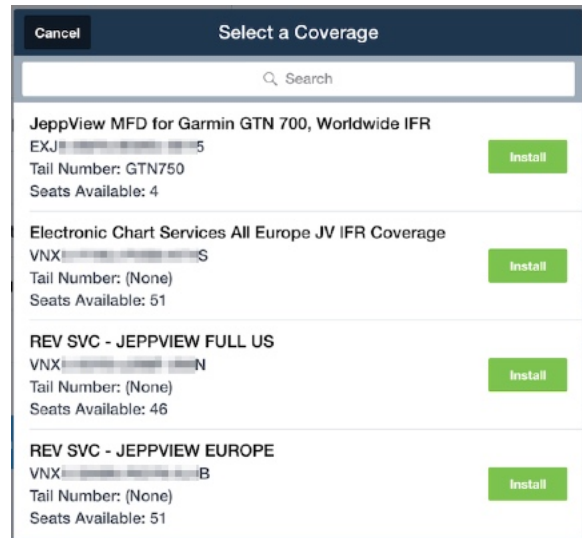 Cancel
Select a Coverage
Search
JeppView MFD for Garmin GTN 700, Worldwide IFR
EXJ 5
Tail Number: GTN750
Seats Available: 4
Install
Electronic Chart Services All Europe JV IFR Coverage
VNX S
Tail Number: (None)
Seats Available: 51
Install
REV SVC - JEPPVIEW FULL US
VNX N
Tail Number: (None)
Seats Available: 46
Install
REV SVC - JEPPVIEW EUROPE
VNX B
Tail Number: (None)
Seats Available: 51
Install